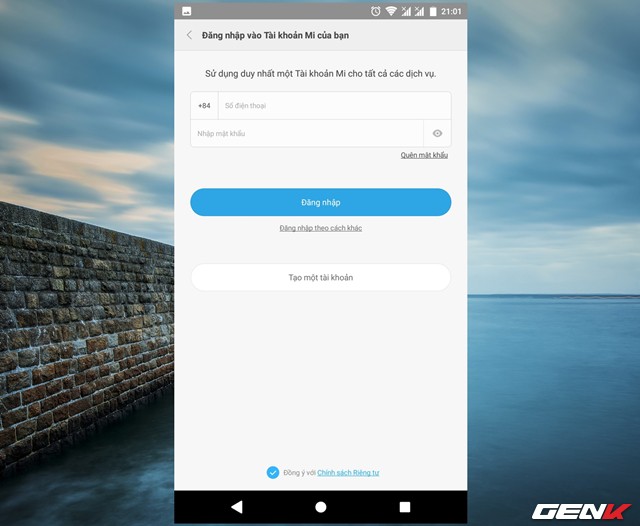 21:01
Đăng nhập vào Tài khoản Mi của bạn
Sử dụng duy nhất một Tài khoản Mi cho tất cả các dịch vụ.
+84 Số điện thoại
Nhập mật khẩu
Quên mật khẩu
Đăng nhập
Đăng nhập theo cách khác
Tạo một tài khoản
Đồng ý với Chính sách Riêng tư
GENK